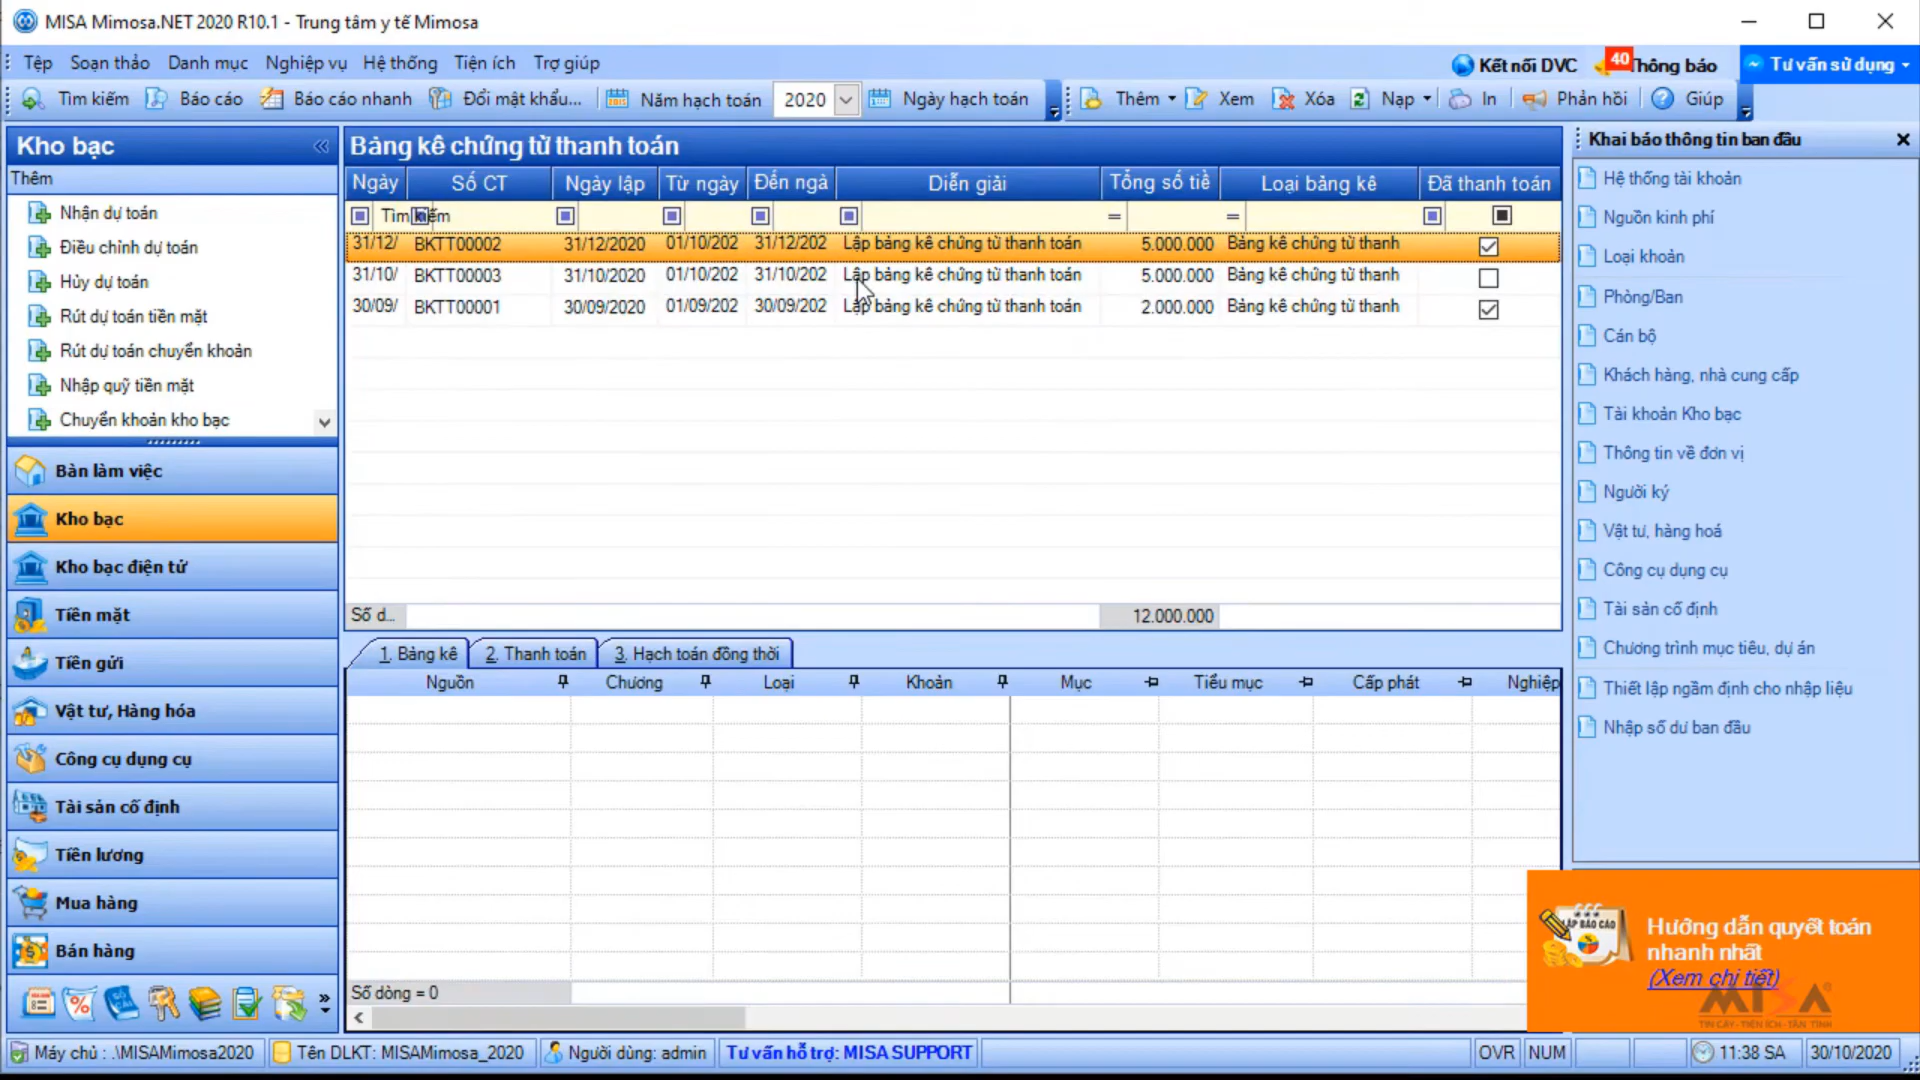 MISA Mimosa.NET 2020 R10.1 - Trung tâm y tế Mimosa
Tệp Soạn thảo Danh mục Nghiệp vụ Hệ thống Tiện ích Trợ giúp
Kết nối DVC 40 Thông báo Tư vấn sử dụng
Tìm kiếm Báo cáo Báo cáo nhanh Đổi mật khẩu... Năm hạch toán 2020 Ngày hạch toán Thêm Xem Xóa Nạp In Phản hồi Giúp
Kho bạc
Thêm
Nhận dự toán
Điều chỉnh dự toán
Hủy dự toán
Rút dự toán tiền mặt
Rút dự toán chuyển khoản
Nhập quỹ tiền mặt
Chuyển khoản kho bạc
Bàn làm việc
Kho bạc
Kho bạc điện tử
Tiền mặt
Tiền gửi
Vật tư, Hàng hóa
Công cụ dụng cụ
Tài sản cố định
Tiền lương
Mua hàng
Bán hàng
Bảng kê chứng từ thanh toán
Ngày Số CT Ngày lập Từ ngày Đến ngà Diễn giải Tổng số tiề Loại bảng kê Đã thanh toán
Tìm kiếm = =
31/12/ BKTT00002 31/12/2020 01/10/202 31/12/202 Lập bảng kê chứng từ thanh toán 5.000.000 Bảng kê chứng từ thanh
31/10/ BKTT00003 31/10/2020 01/10/202 31/10/202 Lập bảng kê chứng từ thanh toán 5.000.000 Bảng kê chứng từ thanh
30/09/ BKTT00001 30/09/2020 01/09/202 30/09/202 Lập bảng kê chứng từ thanh toán 2.000.000 Bảng kê chứng từ thanh
Số d... 12.000.000
1. Bảng kê 2. Thanh toán 3. Hạch toán đồng thời
Nguồn Chương Loại Khoản Mục Tiểu mục Cấp phát Nghiệp
Số dòng = 0
Khai báo thông tin ban đầu
Hệ thống tài khoản
Nguồn kinh phí
Loại khoản
Phòng/Ban
Cán bộ
Khách hàng, nhà cung cấp
Tài khoản Kho bạc
Thông tin về đơn vị
Người ký
Vật tư, hàng hoá
Công cụ dụng cụ
Tài sản cố định
Chương trình mục tiêu, dự án
Thiết lập ngầm định cho nhập liệu
Nhập số dư ban đầu
LẬP BÁO CÁO
Hướng dẫn quyết toán
nhanh nhất
(Xem chi tiết)
MISA
TIN CẬY - TIỆN ÍCH - TẬN TÌNH
Máy chủ : .\MISAMimosa2020 Tên DLKT: MISAMimosa_2020 Người dùng: admin Tư vấn hỗ trợ: MISA SUPPORT OVR NUM 11:38 SA 30/10/2020